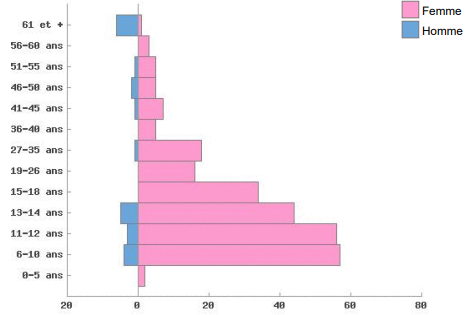 Femme
Homme
61 et +
56-60 ans
51-55 ans
46-50 ans
41-45 ans
36-40 ans
27-35 ans
19-26 ans
15-18 ans
13-14 ans
11-12 ans
6-10 ans
0-5 ans
20 0 20 40 60 80